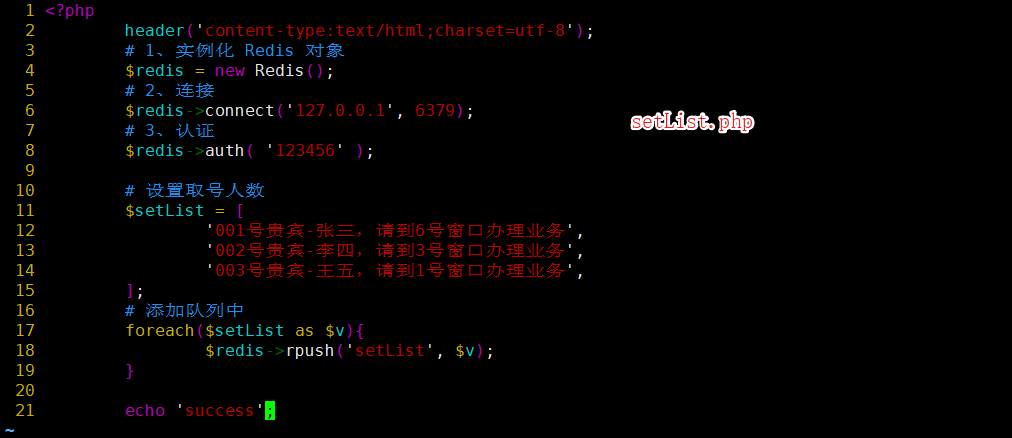 1 <?php
2 header('content-type:text/html;charset=utf-8');
3 # 1、实例化 Redis 对象
4 $redis = new Redis();
5 # 2、连接
6 $redis->connect('127.0.0.1', 6379);
7 # 3、认证
8 $redis->auth( '123456' );
9
10 # 设置取号人数
11 $setList = [
12 '001号贵宾-张三，请到6号窗口办理业务',
13 '002号贵宾-李四，请到3号窗口办理业务',
14 '003号贵宾-王五，请到1号窗口办理业务',
15 ];
16 # 添加队列中
17 foreach($setList as $v){
18 $redis->rpush('setList', $v);
19 }
20
21 echo 'success';
~
setList.php